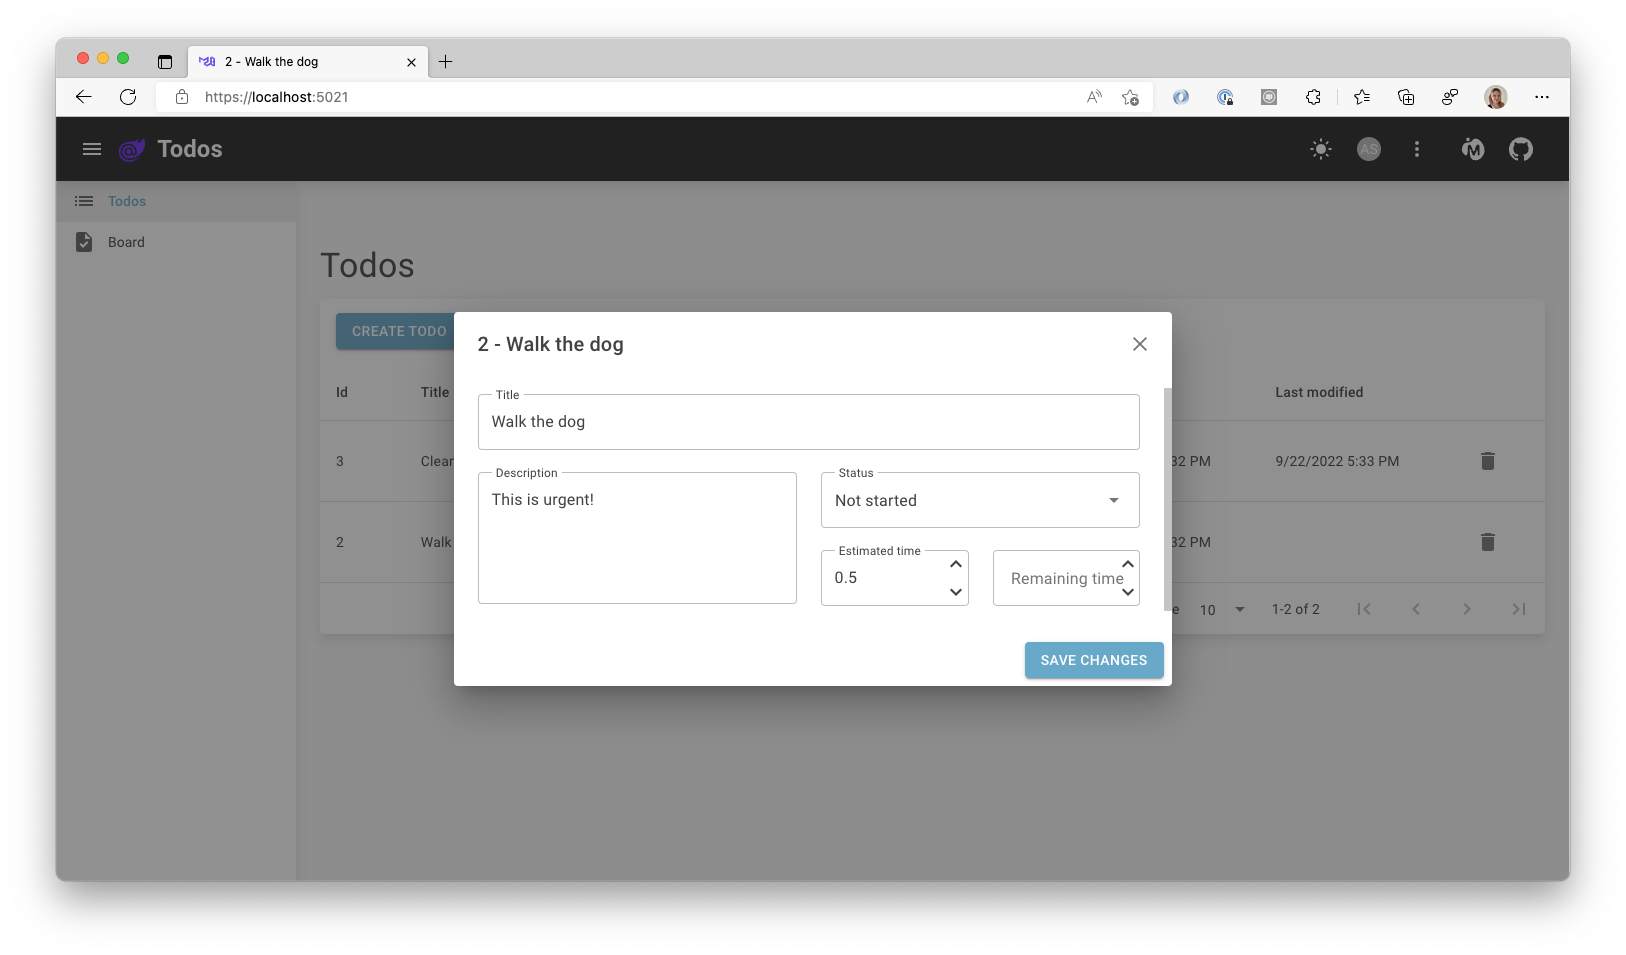 2 - Walk the dog
https://localhost:5021
Todos
AS
Todos
Board
Todos
CREATE TODO
2 - Walk the dog
Id
Title
Last modified
Title
Walk the dog
3
Clean
32 PM
9/22/2022 5:33 PM
Description
This is urgent!
Status
Not started
2
Walk
32 PM
Estimated time
0.5
Remaining time
e
10
1-2 of 2
SAVE CHANGES